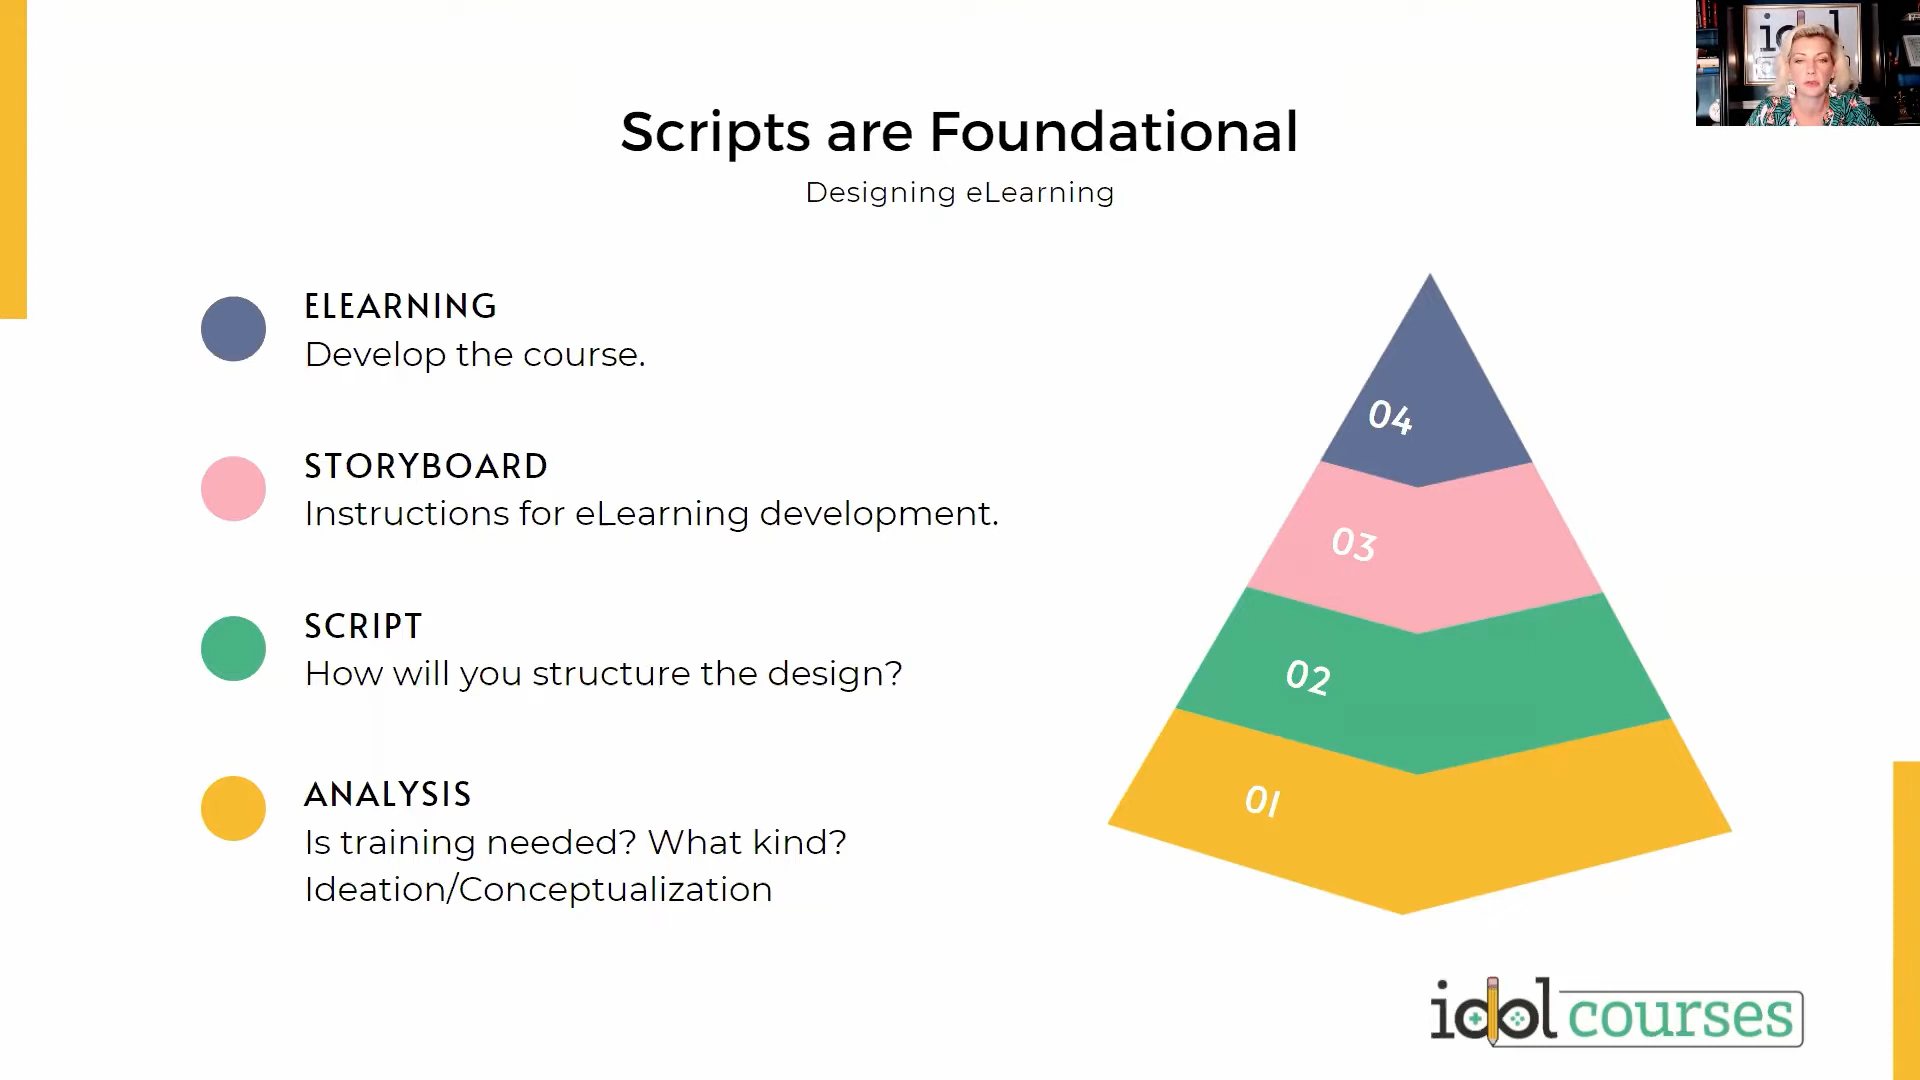 Scripts are Foundational
Designing eLearning
ELEARNING
Develop the course.
STORYBOARD
Instructions for eLearning development.
SCRIPT
How will you structure the design?
ANALYSIS
Is training needed? What kind?
Ideation/Conceptualization
04
03
02
01
idol courses